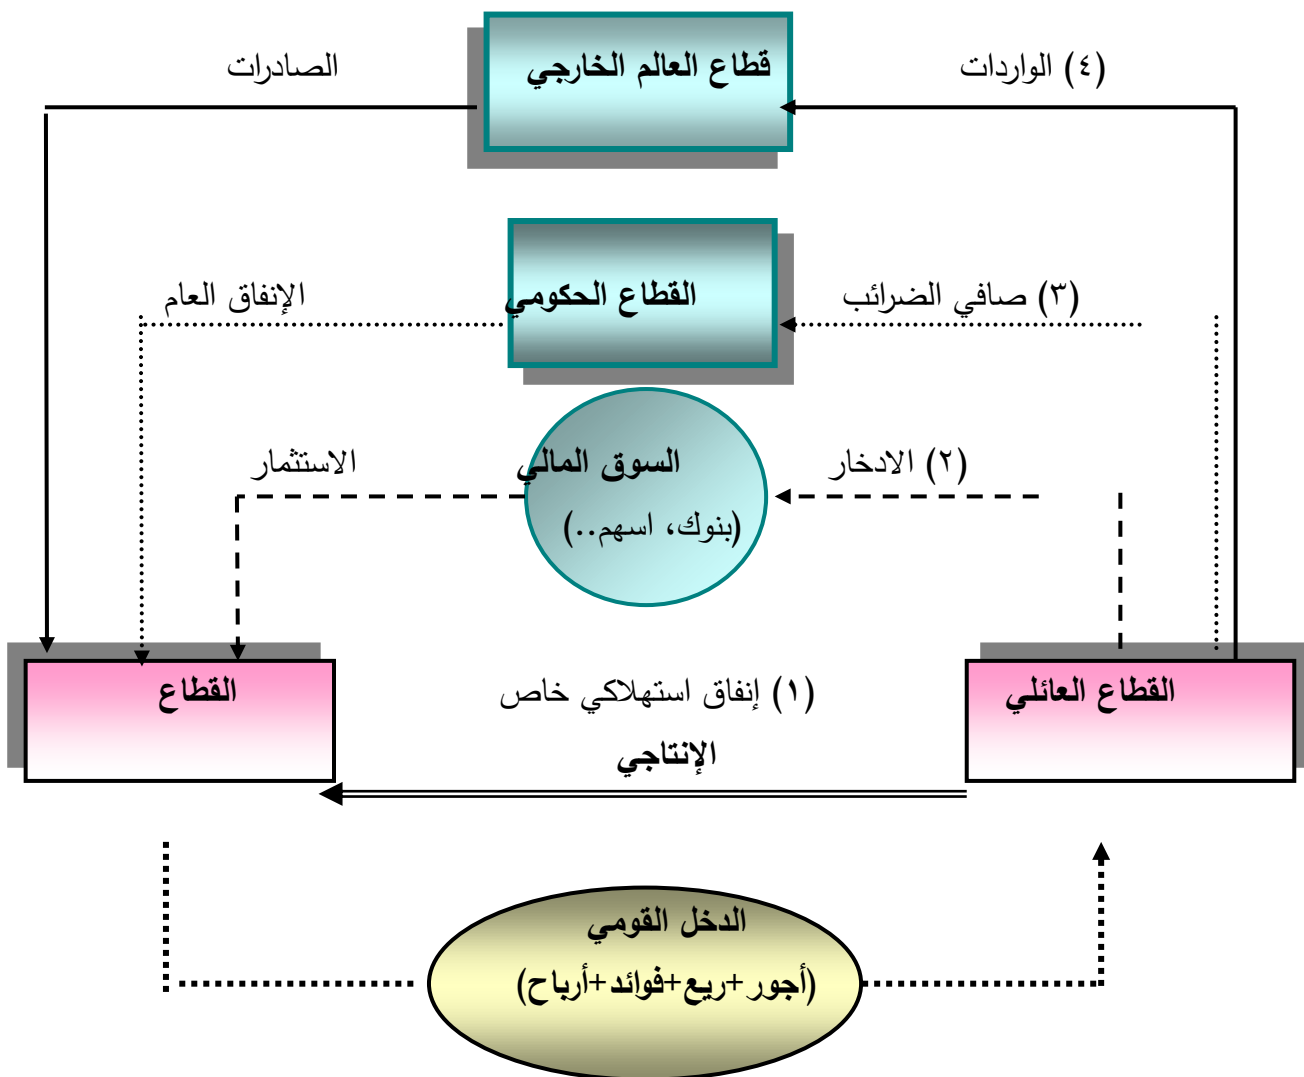 قطاع العالم الخارجي
(٤) الواردات
الصادرات
القطاع الحكومي
(٣) صافي الضرائب
الإنفاق العام
السوق المالي
(بنوك، اسهم..)
(٢) الادخار
الاستثمار
القطاع العائلي
(١) إنفاق استهلاكي خاص
القطاع
الإنتاجي
الدخل القومي
(أجور+ريع+فوائد+أرباح)